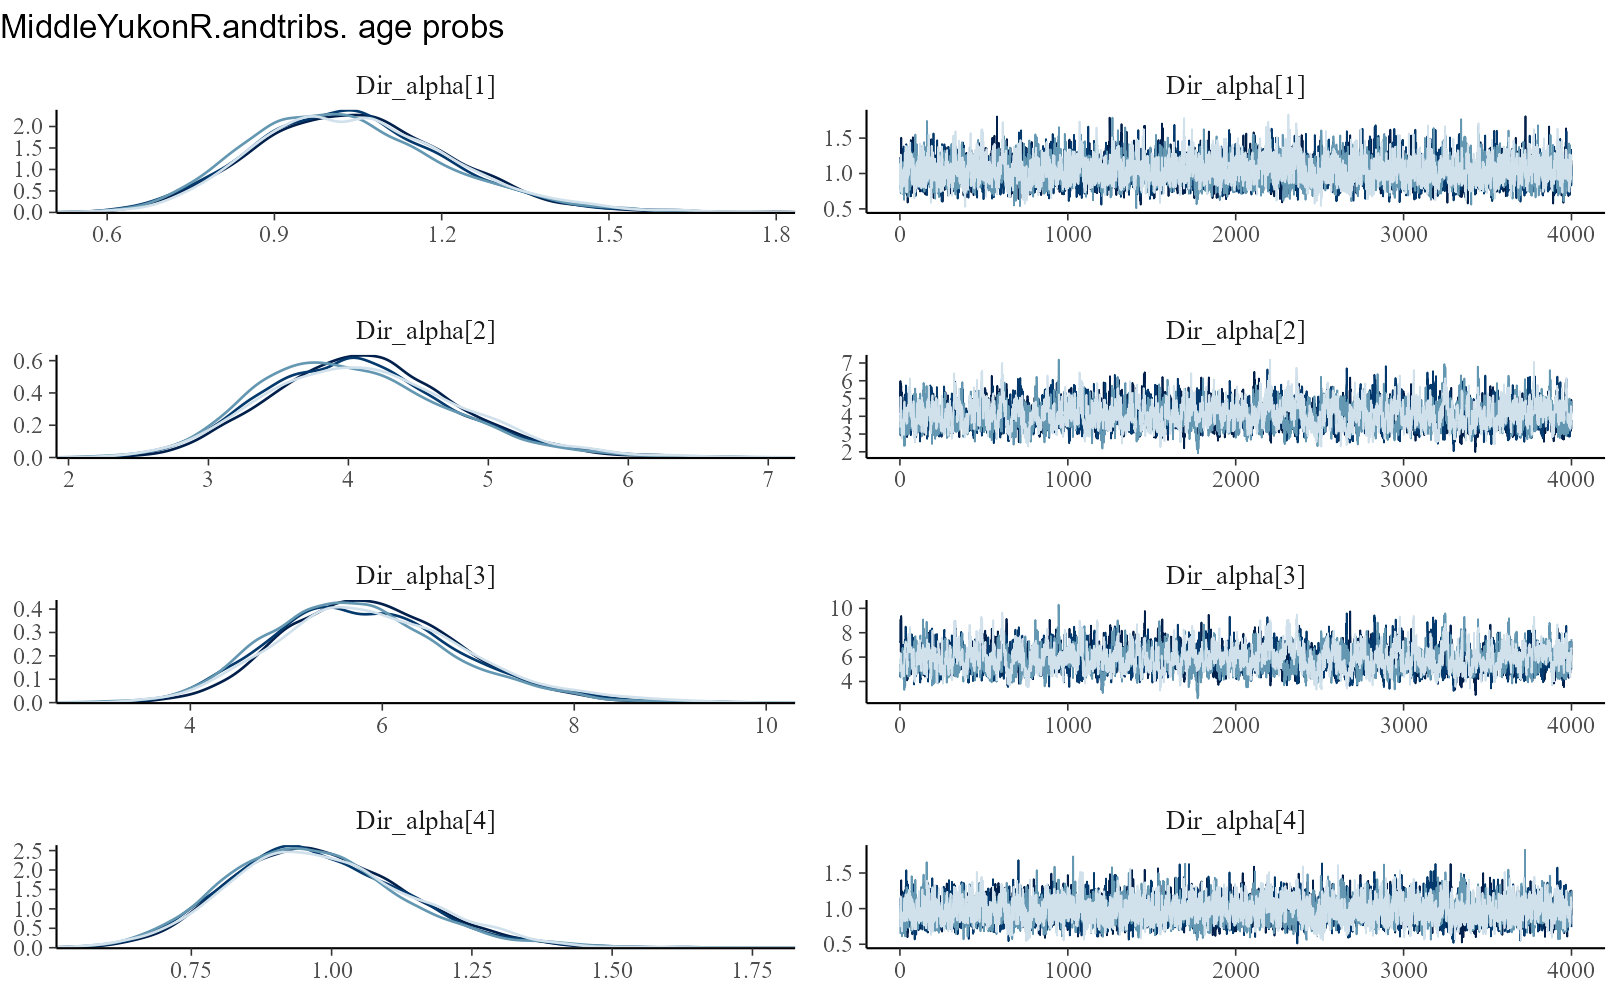 MiddleYukonR.andtribs. age probs
Dir_alpha[1] Dir_alpha[1]
2.0
1.5
1.0
0.5
0.0
0.6 0.9 1.2 1.5 1.8
1.5
1.0
0.5
0 1000 2000 3000 4000
Dir_alpha[2] Dir_alpha[2]
0.6
0.4
0.2
0.0
2 3 4 5 6 7
7
6
5
4
3
2
0 1000 2000 3000 4000
Dir_alpha[3] Dir_alpha[3]
0.4
0.3
0.2
0.1
0.0
4 6 8 10
10
8
6
4
0 1000 2000 3000 4000
Dir_alpha[4] Dir_alpha[4]
2.5
2.0
1.5
1.0
0.5
0.0
0.75 1.00 1.25 1.50 1.75
1.5
1.0
0.5
0 1000 2000 3000 4000